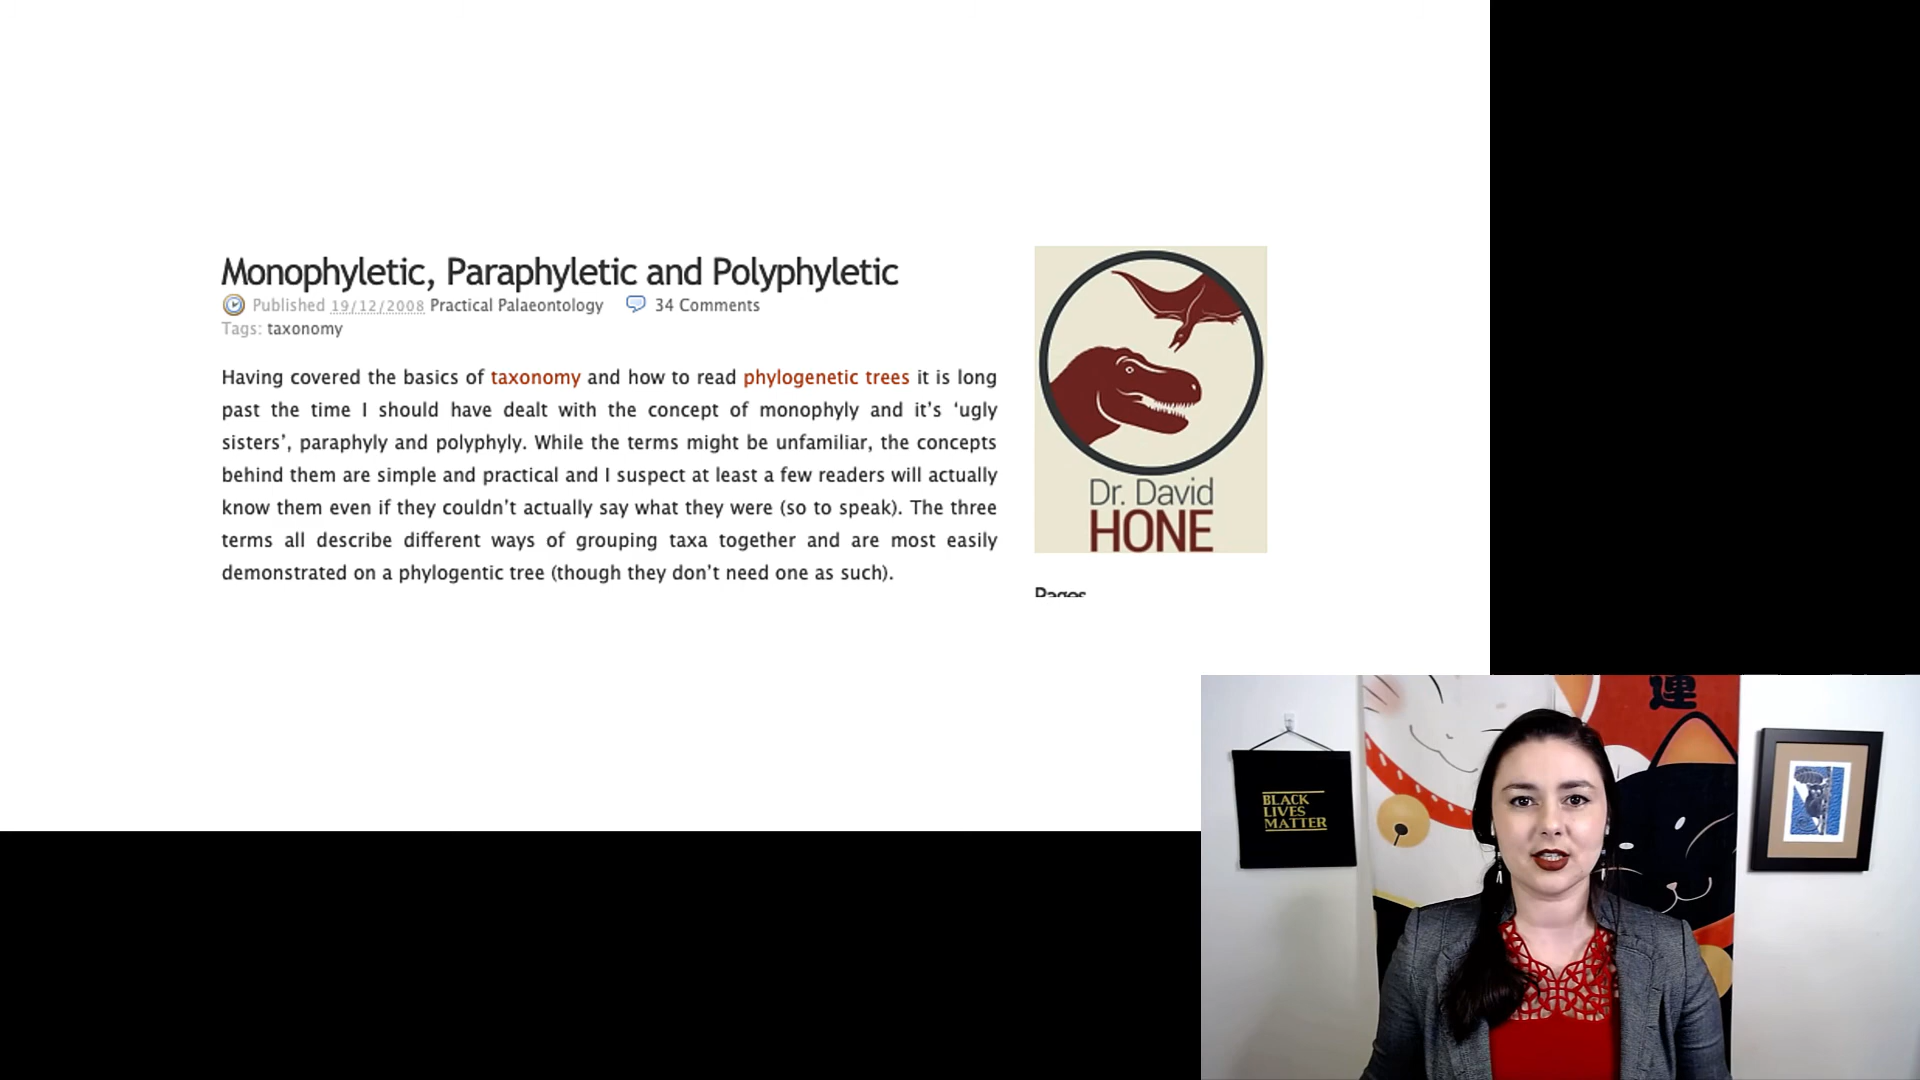 Monophyletic, Paraphyletic and Polyphyletic
Published 19/12/2008 Practical Palaeontology 34 Comments
Tags: taxonomy
Having covered the basics of taxonomy and how to read phylogenetic trees it is long
past the time I should have dealt with the concept of monophyly and it's ‘ugly
sisters’, paraphyly and polyphyly. While the terms might be unfamiliar, the concepts
behind them are simple and practical and I suspect at least a few readers will actually
know them even if they couldn't actually say what they were (so to speak). The three
terms all describe different ways of grouping taxa together and are most easily
demonstrated on a phylogentic tree (though they don't need one as such).
Dr. David
HONE
Pages
BLACK
LIVES
MATTER
運